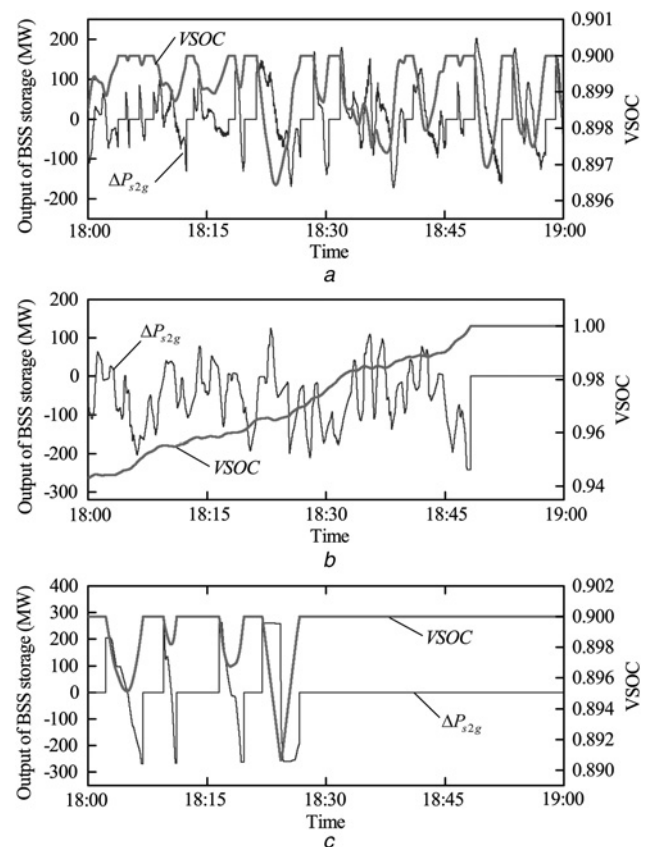 a
Output of BSS storage (MW)
200
100
0
-100
-200
VSOC
ΔPs2g
0.901
0.900
0.899
0.898
0.897
0.896
VSOC
18:00 18:15 18:30 18:45 19:00
Time
a
Output of BSS storage (MW)
200
100
0
-100
-200
-300
ΔPs2g
VSOC
1.00
0.98
0.96
0.94
VSOC
18:00 18:15 18:30 18:45 19:00
Time
b
Output of BSS storage (MW)
400
300
200
100
0
-100
-200
-300
VSOC
ΔPs2g
0.902
0.900
0.898
0.896
0.894
0.892
0.890
VSOC
18:00 18:15 18:30 18:45 19:00
Time
c